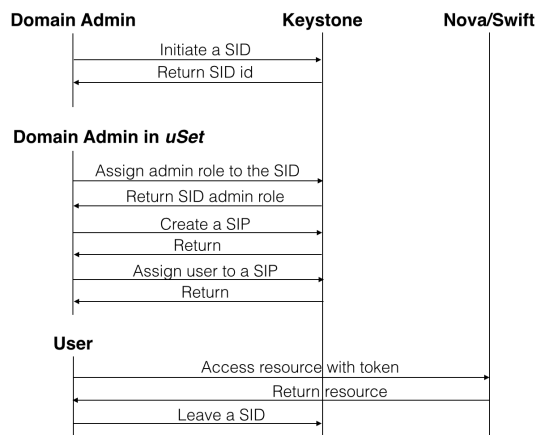 Domain Admin Keystone Nova/Swift
Initiate a SID
Return SID id
Domain Admin in uSet
Assign admin role to the SID
Return SID admin role
Create a SIP
Return
Assign user to a SIP
Return
User
Access resource with token
Return resource
Leave a SID